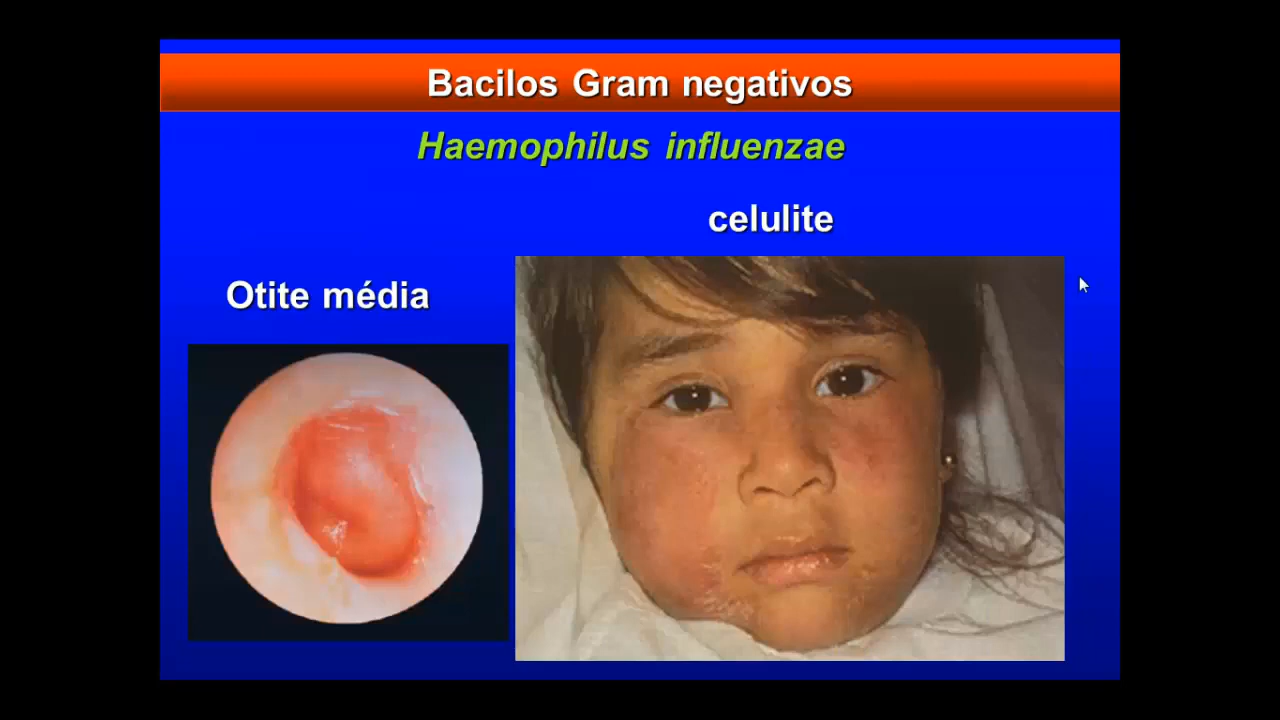 Bacilos Gram negativos
Haemophilus influenzae
celulite
Otite média